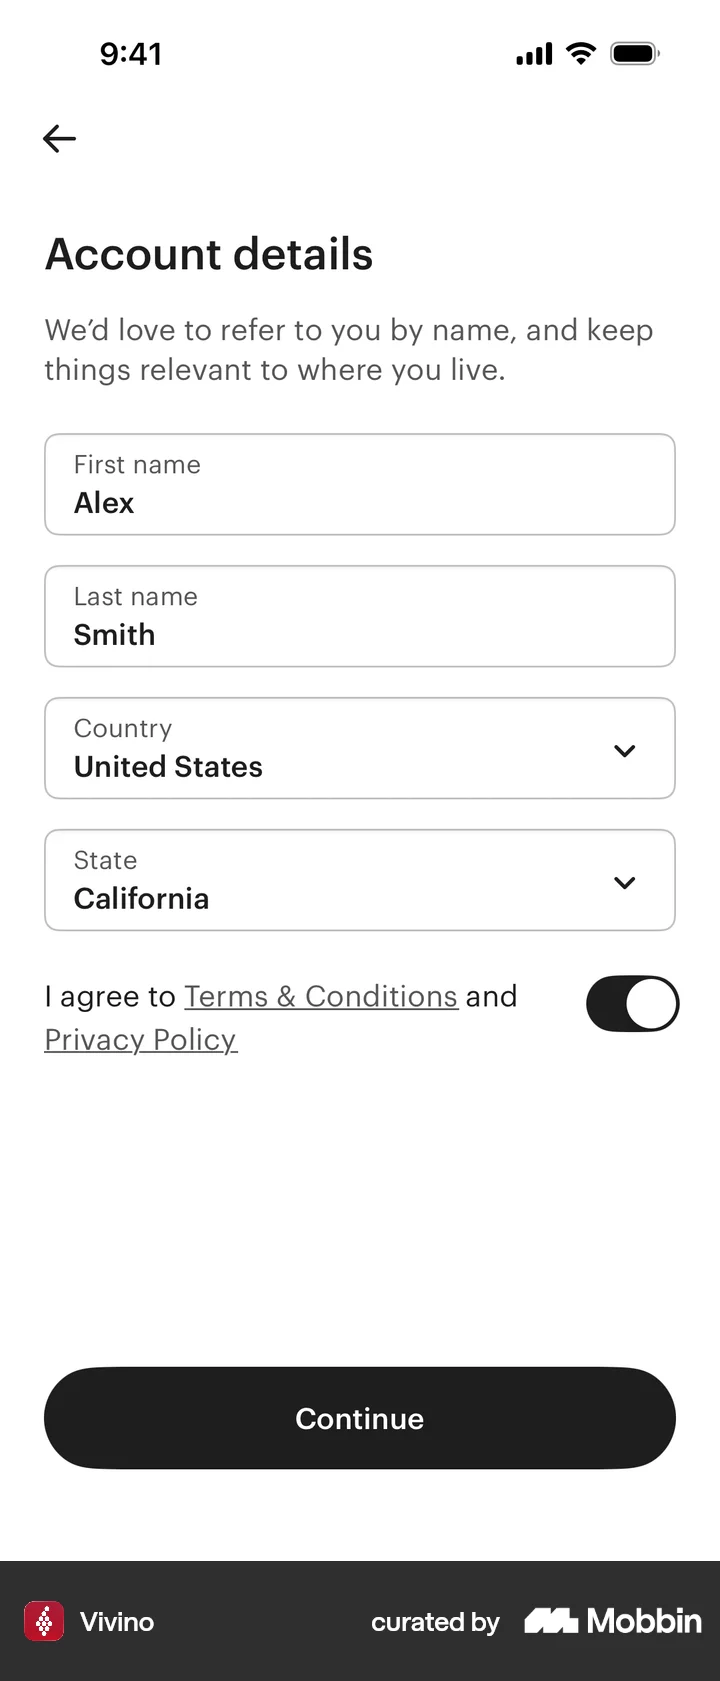 9:41
Account details
We’d love to refer to you by name, and keep
things relevant to where you live.
First name
Alex
Last name
Smith
Country
United States
State
California
I agree to Terms & Conditions and
Privacy Policy
Continue
Vivino
curated by Mobbin